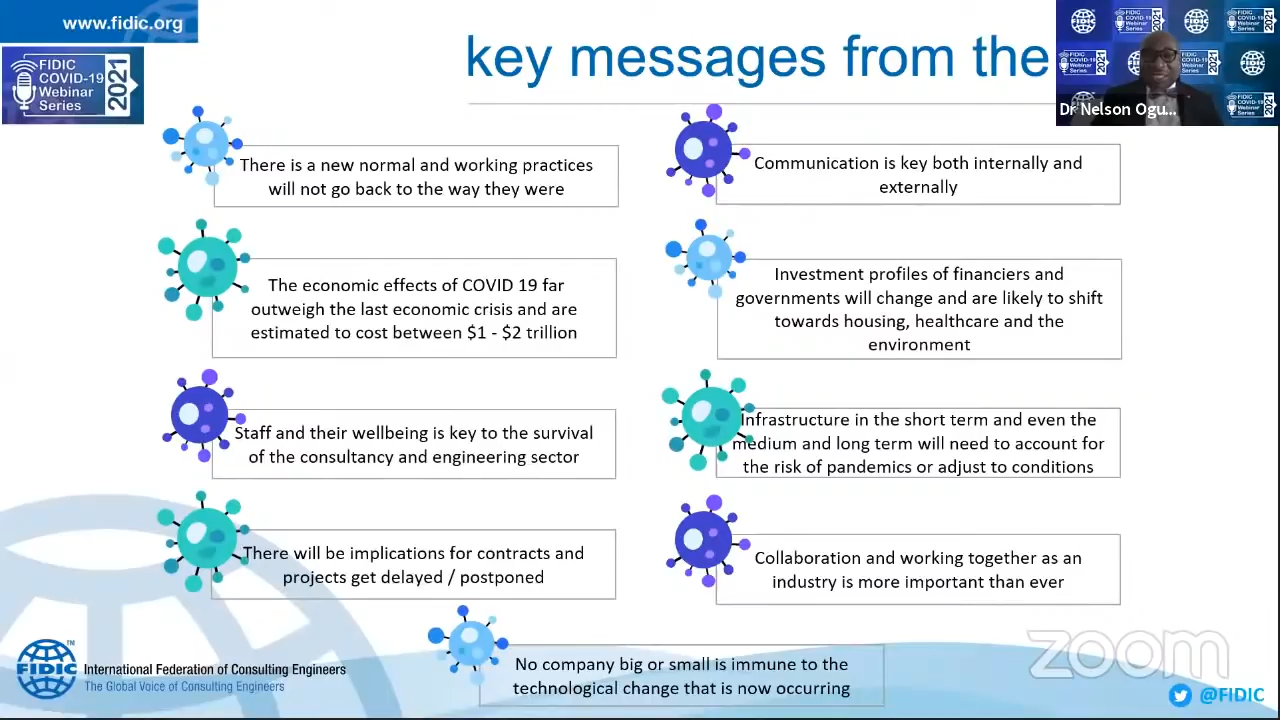 www.fidic.org
FIDIC
COVID-19
Webinar
Series
2021
key messages from the
Dr Nelson Ogu...
There is a new normal and working practices
will not go back to the way they were
Communication is key both internally and
externally
The economic effects of COVID 19 far
outweigh the last economic crisis and are
estimated to cost between $1 - $2 trillion
Investment profiles of financiers and
governments will change and are likely to shift
towards housing, healthcare and the
environment
Staff and their wellbeing is key to the survival
of the consultancy and engineering sector
Infrastructure in the short term and even the
medium and long term will need to account for
the risk of pandemics or adjust to conditions
There will be implications for contracts and
projects get delayed / postponed
Collaboration and working together as an
industry is more important than ever
No company big or small is immune to the
technological change that is now occurring
FIDIC
TM
International Federation of Consulting Engineers
The Global Voice of Consulting Engineers
zoom
@FIDIC